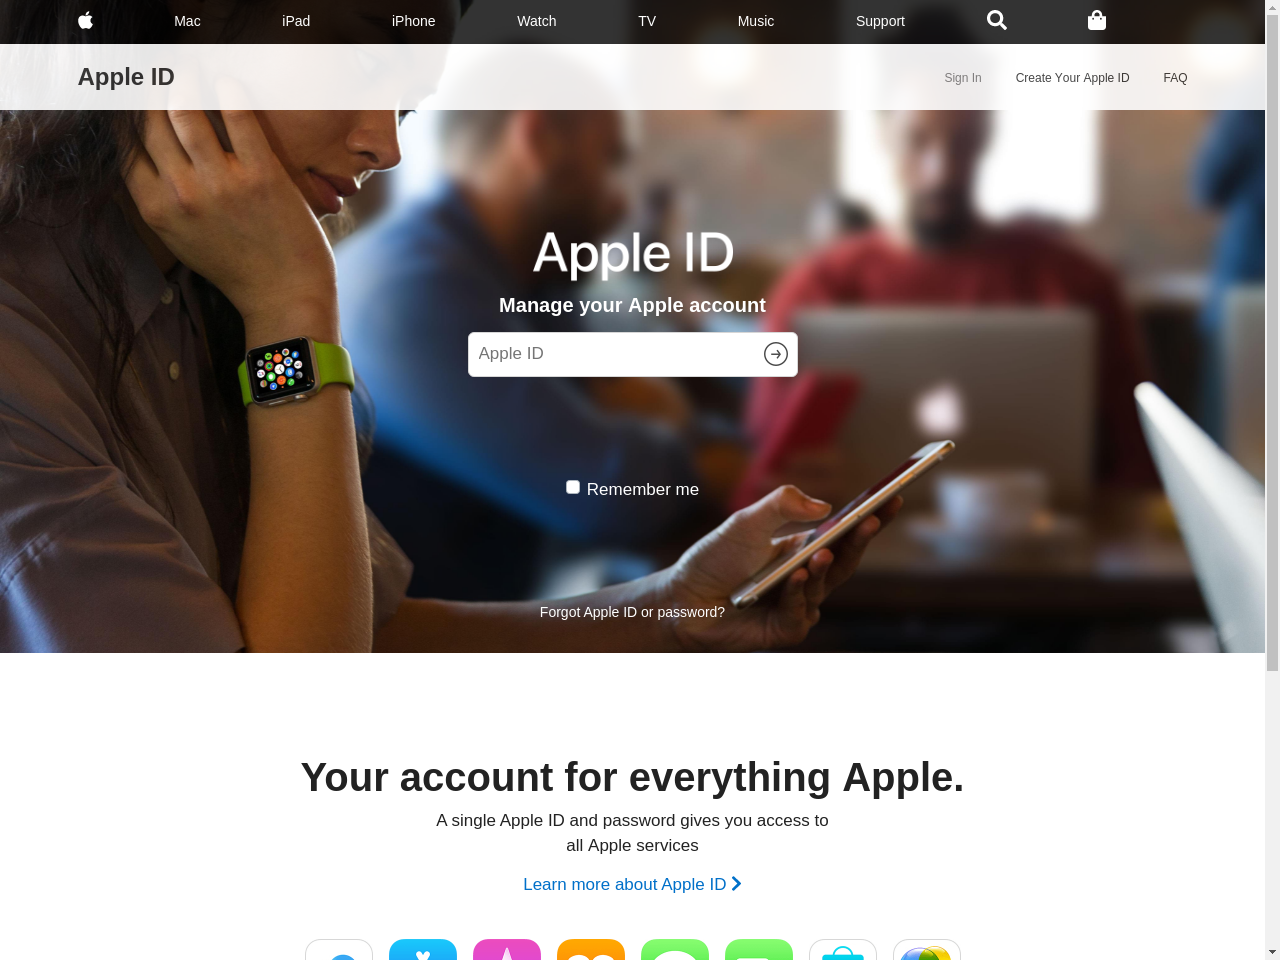 Mac iPad iPhone Watch TV Music Support
Apple ID
Sign In Create Your Apple ID FAQ
Apple ID
Manage your Apple account
Apple ID
Remember me
Forgot Apple ID or password?
Your account for everything Apple.
A single Apple ID and password gives you access to
all Apple services
Learn more about Apple ID